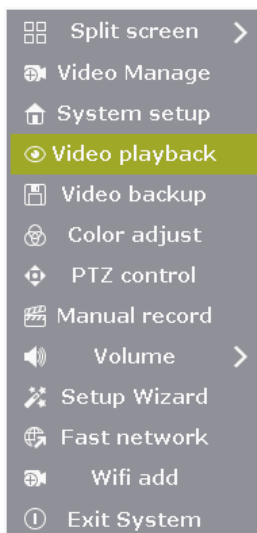 Split screen
Video Manage
System setup
Video playback
Video backup
Color adjust
PTZ control
Manual record
Volume
Setup Wizard
Fast network
Wifi add
Exit System